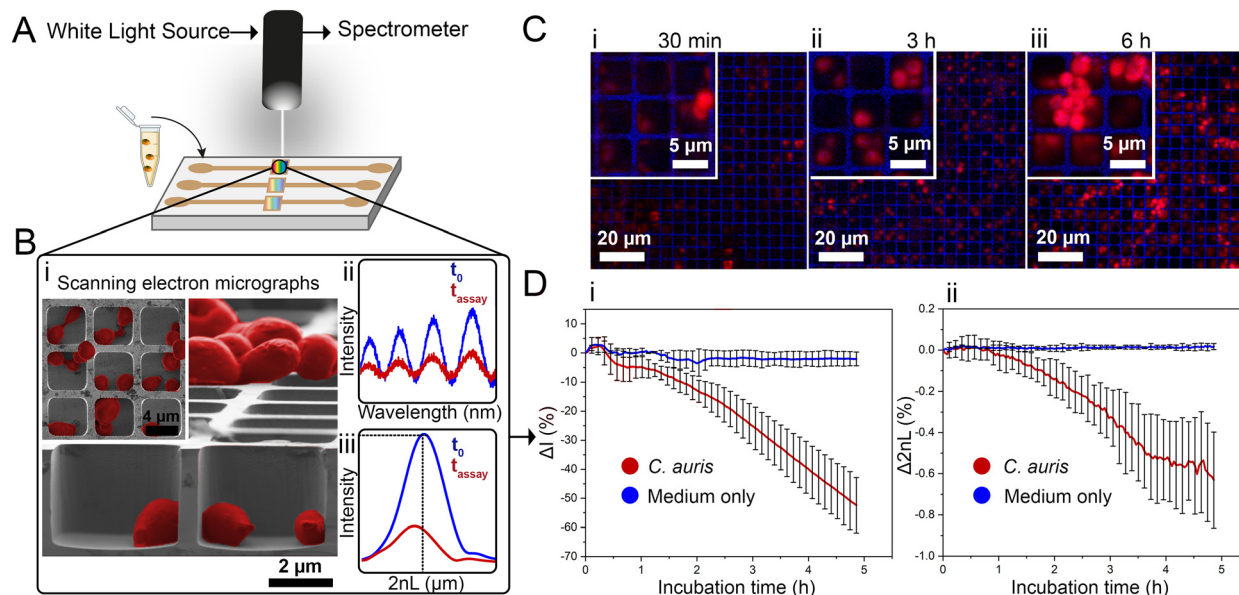 A
White Light Source
Spectrometer
B
i
Scanning electron micrographs
4 µm
2 µm
ii
t0
tassay
Intensity
Wavelength (nm)
iii
t0
tassay
Intensity
2nL (µm)
C
i
30 min
5 µm
20 µm
ii
3 h
5 µm
20 µm
iii
6 h
5 µm
20 µm
D
i
10
0
-10
-20
-30
-40
-50
-60
-70
ΔI (%)
C. auris
Medium only
0 1 2 3 4 5
Incubation time (h)
ii
0.2
0.0
-0.2
-0.4
-0.6
-0.8
-1.0
Δ2nL (%)
C. auris
Medium only
0 1 2 3 4 5
Incubation time (h)